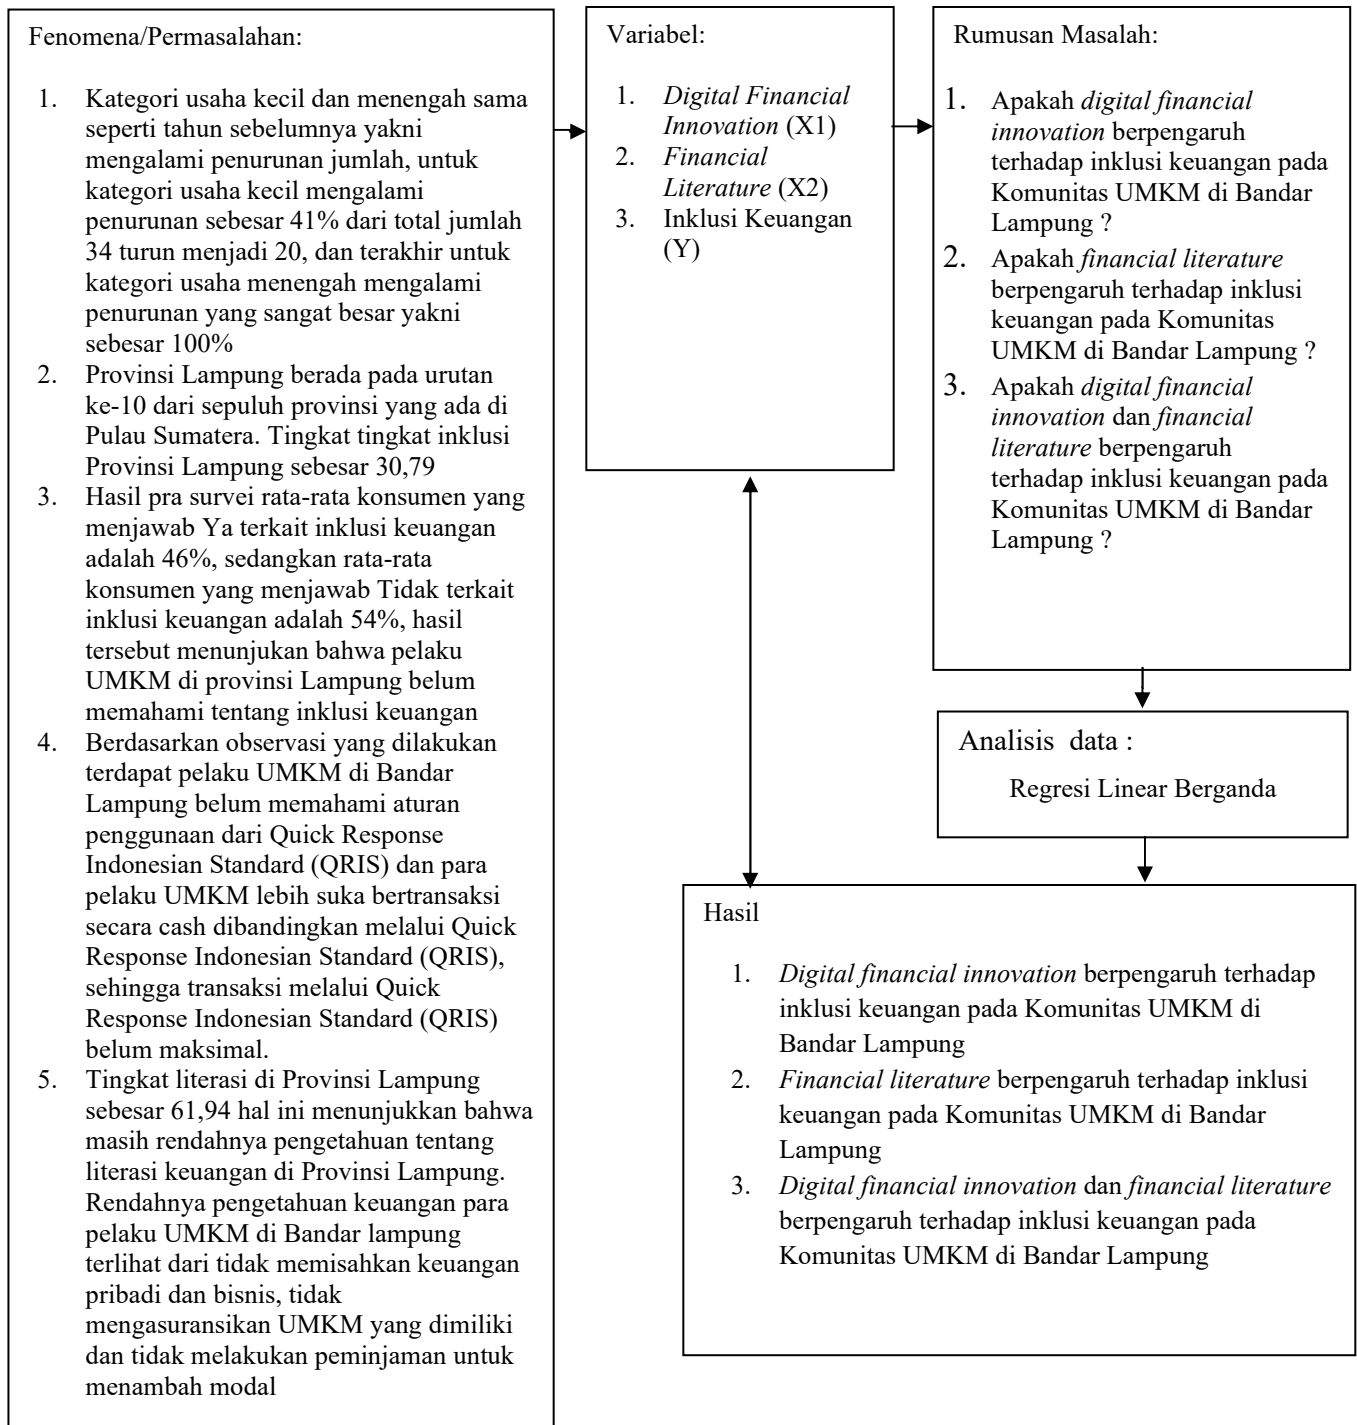 Fenomena/Permasalahan:
1. Kategori usaha kecil dan menengah sama
seperti tahun sebelumnya yakni
mengalami penurunan jumlah, untuk
kategori usaha kecil mengalami
penurunan sebesar 41% dari total jumlah
34 turun menjadi 20, dan terakhir untuk
kategori usaha menengah mengalami
penurunan yang sangat besar yakni
sebesar 100%
2. Provinsi Lampung berada pada urutan
ke-10 dari sepuluh provinsi yang ada di
Pulau Sumatera. Tingkat tingkat inklusi
Provinsi Lampung sebesar 30,79
3. Hasil pra survei rata-rata konsumen yang
menjawab Ya terkait inklusi keuangan
adalah 46%, sedangkan rata-rata
konsumen yang menjawab Tidak terkait
inklusi keuangan adalah 54%, hasil
tersebut menunjukan bahwa pelaku
UMKM di provinsi Lampung belum
memahami tentang inklusi keuangan
4. Berdasarkan observasi yang dilakukan
terdapat pelaku UMKM di Bandar
Lampung belum memahami aturan
penggunaan dari Quick Response
Indonesian Standard (QRIS) dan para
pelaku UMKM lebih suka bertransaksi
secara cash dibandingkan melalui Quick
Response Indonesian Standard (QRIS),
sehingga transaksi melalui Quick
Response Indonesian Standard (QRIS)
belum maksimal.
5. Tingkat literasi di Provinsi Lampung
sebesar 61,94 hal ini menunjukkan bahwa
masih rendahnya pengetahuan tentang
literasi keuangan di Provinsi Lampung.
Rendahnya pengetahuan keuangan para
pelaku UMKM di Bandar lampung
terlihat dari tidak memisahkan keuangan
pribadi dan bisnis, tidak
mengasuransikan UMKM yang dimiliki
dan tidak melakukan peminjaman untuk
menambah modal
Variabel:
1. Digital Financial
Innovation (X1)
2. Financial
Literature (X2)
3. Inklusi Keuangan
(Y)
Rumusan Masalah:
1. Apakah digital financial
innovation berpengaruh
terhadap inklusi keuangan pada
Komunitas UMKM di Bandar
Lampung ?
2. Apakah financial literature
berpengaruh terhadap inklusi
keuangan pada Komunitas
UMKM di Bandar Lampung ?
3. Apakah digital financial
innovation dan financial
literature berpengaruh
terhadap inklusi keuangan pada
Komunitas UMKM di Bandar
Lampung ?
Analisis data :
Regresi Linear Berganda
Hasil
1. Digital financial innovation berpengaruh terhadap
inklusi keuangan pada Komunitas UMKM di
Bandar Lampung
2. Financial literature berpengaruh terhadap inklusi
keuangan pada Komunitas UMKM di Bandar
Lampung
3. Digital financial innovation dan financial literature
berpengaruh terhadap inklusi keuangan pada
Komunitas UMKM di Bandar Lampung